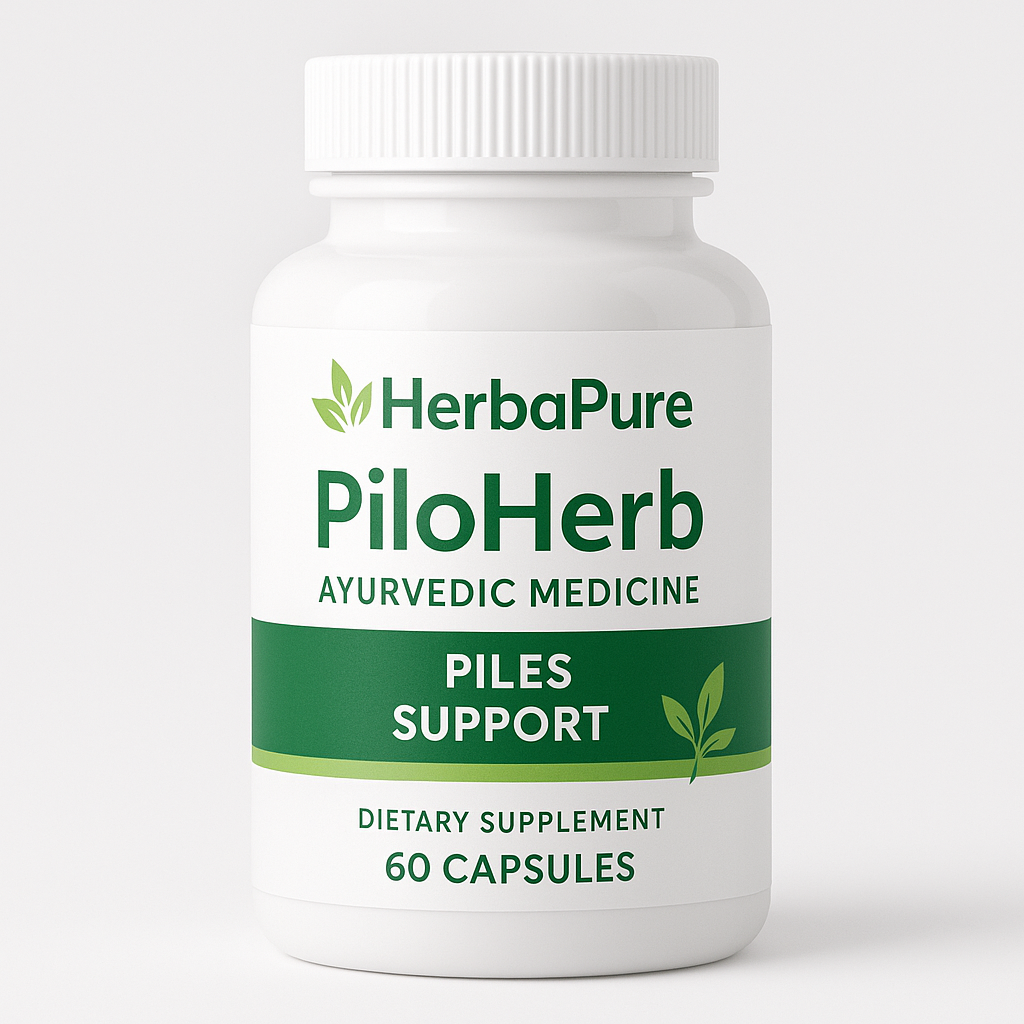 HerbaPure
PiloHerb
AYURVEDIC MEDICINE
PILES
SUPPORT
DIETARY SUPPLEMENT
60 CAPSULES